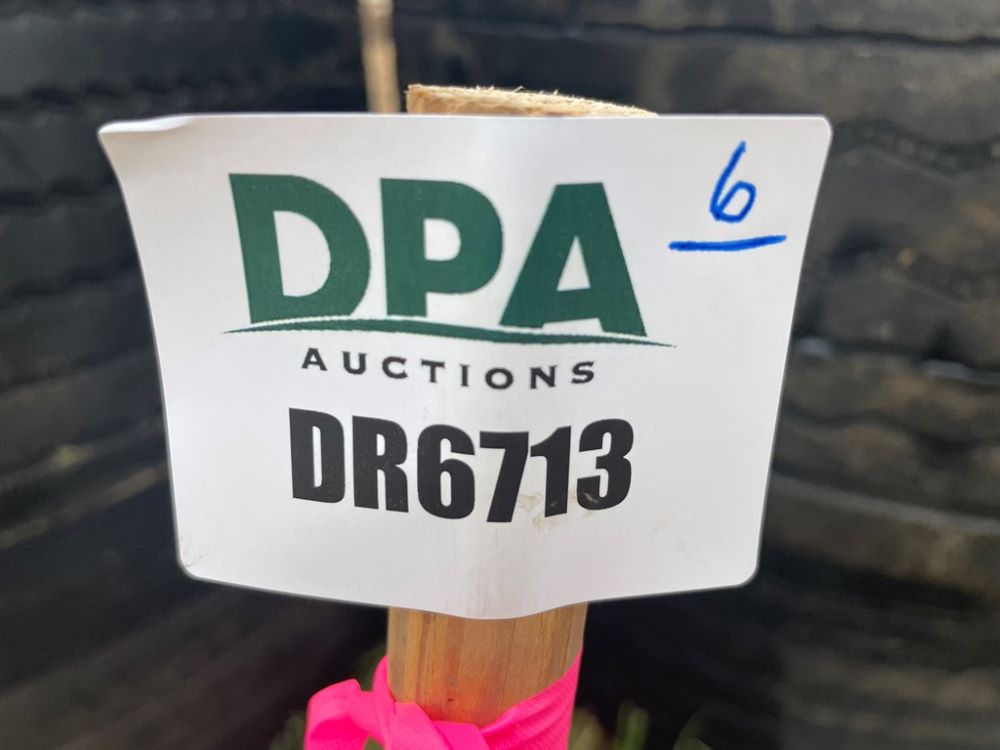 6
DPA
AUCTIONS
DR6713